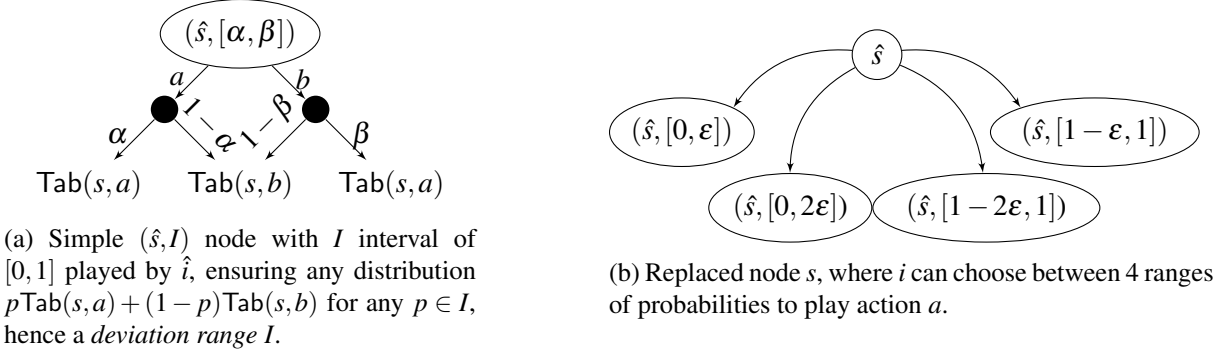 (ŝ, [α, β])
a b
α 1 − α 1 − β β
Tab(s, a) Tab(s, b) Tab(s, a)
(a) Simple (ŝ, I) node with I interval of
[0, 1] played by î, ensuring any distribution
pTab(s, a) + (1 − p)Tab(s, b) for any p ∈ I,
hence a deviation range I.
ŝ
(ŝ, [0, ε]) (ŝ, [1 − ε, 1])
(ŝ, [0, 2ε]) (ŝ, [1 − 2ε, 1])
(b) Replaced node s, where i can choose between 4 ranges
of probabilities to play action a.